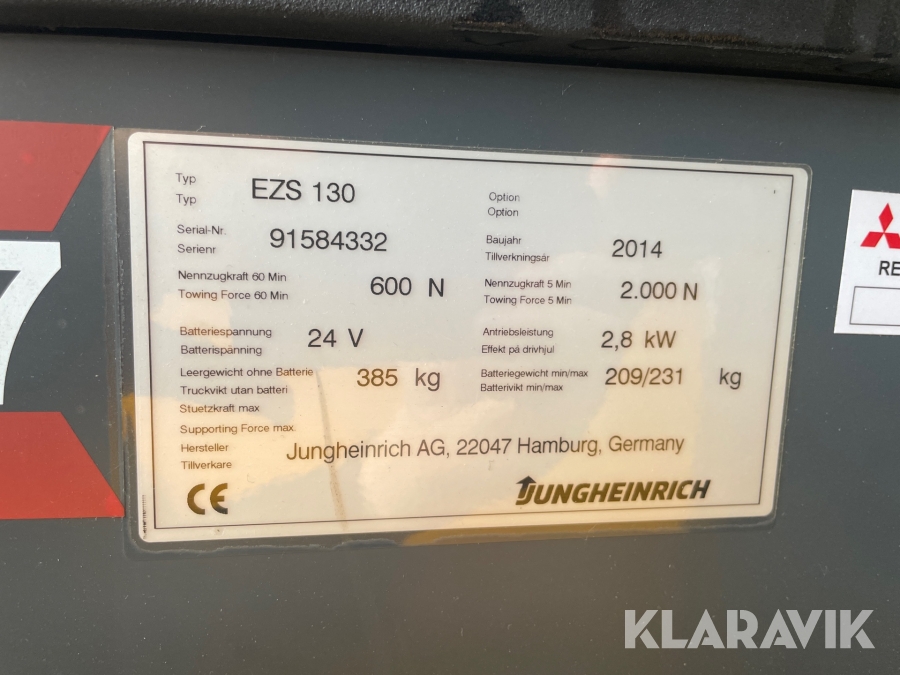 Typ
Typ
EZS 130
Option
Option
Serial-Nr.
Serienr
91584332
Baujahr
Tillverkningsår
2014
Nennzugkraft 60 Min
Towing Force 60 Min
600 N
Nennzugkraft 5 Min
Towing Force 5 Min
2.000 N
Batteriespannung
Batterispänning
24 V
Antriebsleistung
Effekt på drivhjul
2,8 kW
Leergewicht ohne Batterie
Truckvikt utan batteri
385 kg
Batteriegewicht min/max
Batterivikt min/max
209/231 kg
Stuetzkraft max
Supporting Force max.
Hersteller
Tillverkare
Jungheinrich AG, 22047 Hamburg, Germany
CE
JUNGHEINRICH
7
RE
KLARAVIK